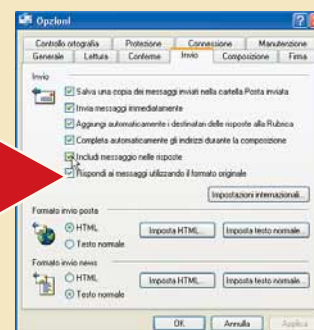 Opzioni
Controllo ortografia Protezione Connessione Manutenzione
Generale Lettura Conferme Invio Composizione Firma
Invio
Salva una copia dei messaggi inviati nella cartella Posta inviata
Invia messaggi immediatamente
Aggiungi automaticamente i destinatari delle risposte alla Rubrica
Completa automaticamente gli indirizzi durante la composizione
Includi messaggio nelle risposte
Rispondi ai messaggi utilizzando il formato originale
Impostazioni internazionali...
Formato invio posta
HTML Imposta HTML... Imposta testo normale...
Testo normale
Formato invio news
HTML Imposta HTML... Imposta testo normale...
Testo normale
OK Annulla Applica